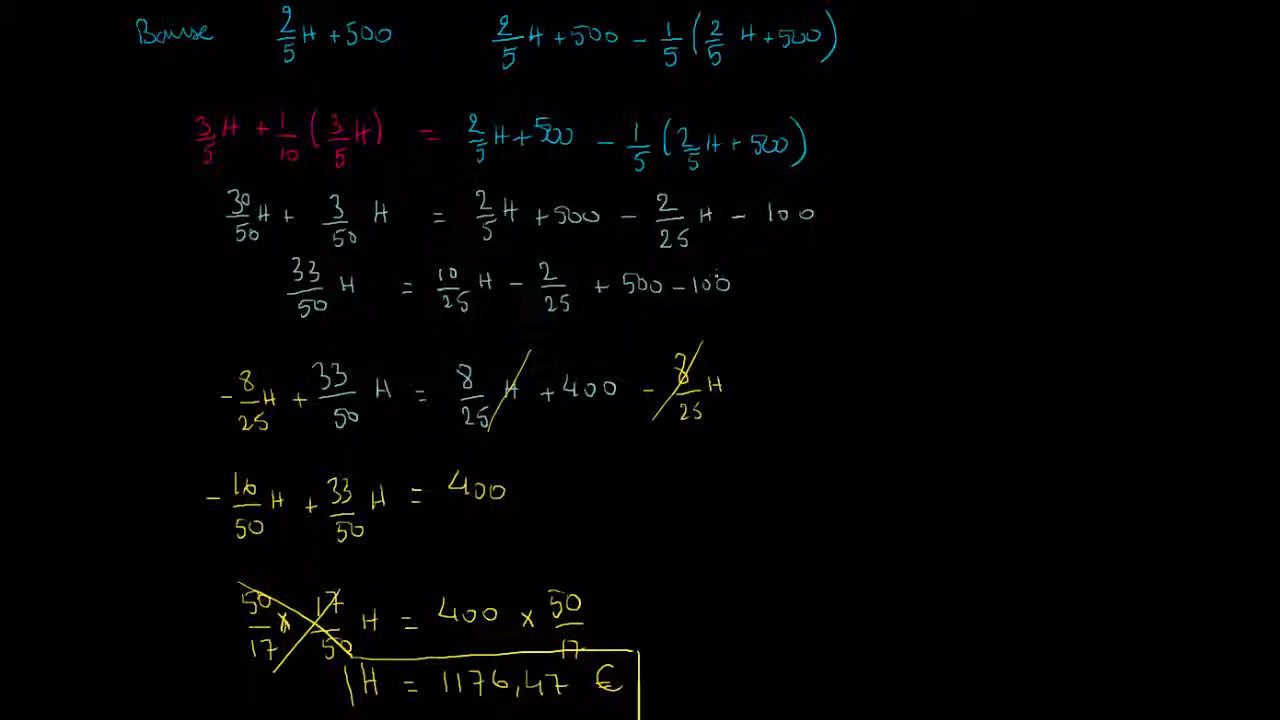 Bourse 2/5 H + 500 2/5 H + 500 - 1/5 (2/5 H + 500)
3/5 H + 1/10 (3/5 H) = 2/5 H + 500 - 1/5 (2/5 H + 500)
30/50 H + 3/50 H = 2/5 H + 500 - 2/25 H - 100
33/50 H = 10/25 H - 2/25 + 500 - 100
- 8/25 H + 33/50 H = 8/25 H + 400 - 8/25 H
- 16/50 H + 33/50 H = 400
50/17 × 17/50 H = 400 × 50/17
H = 1176,47 €